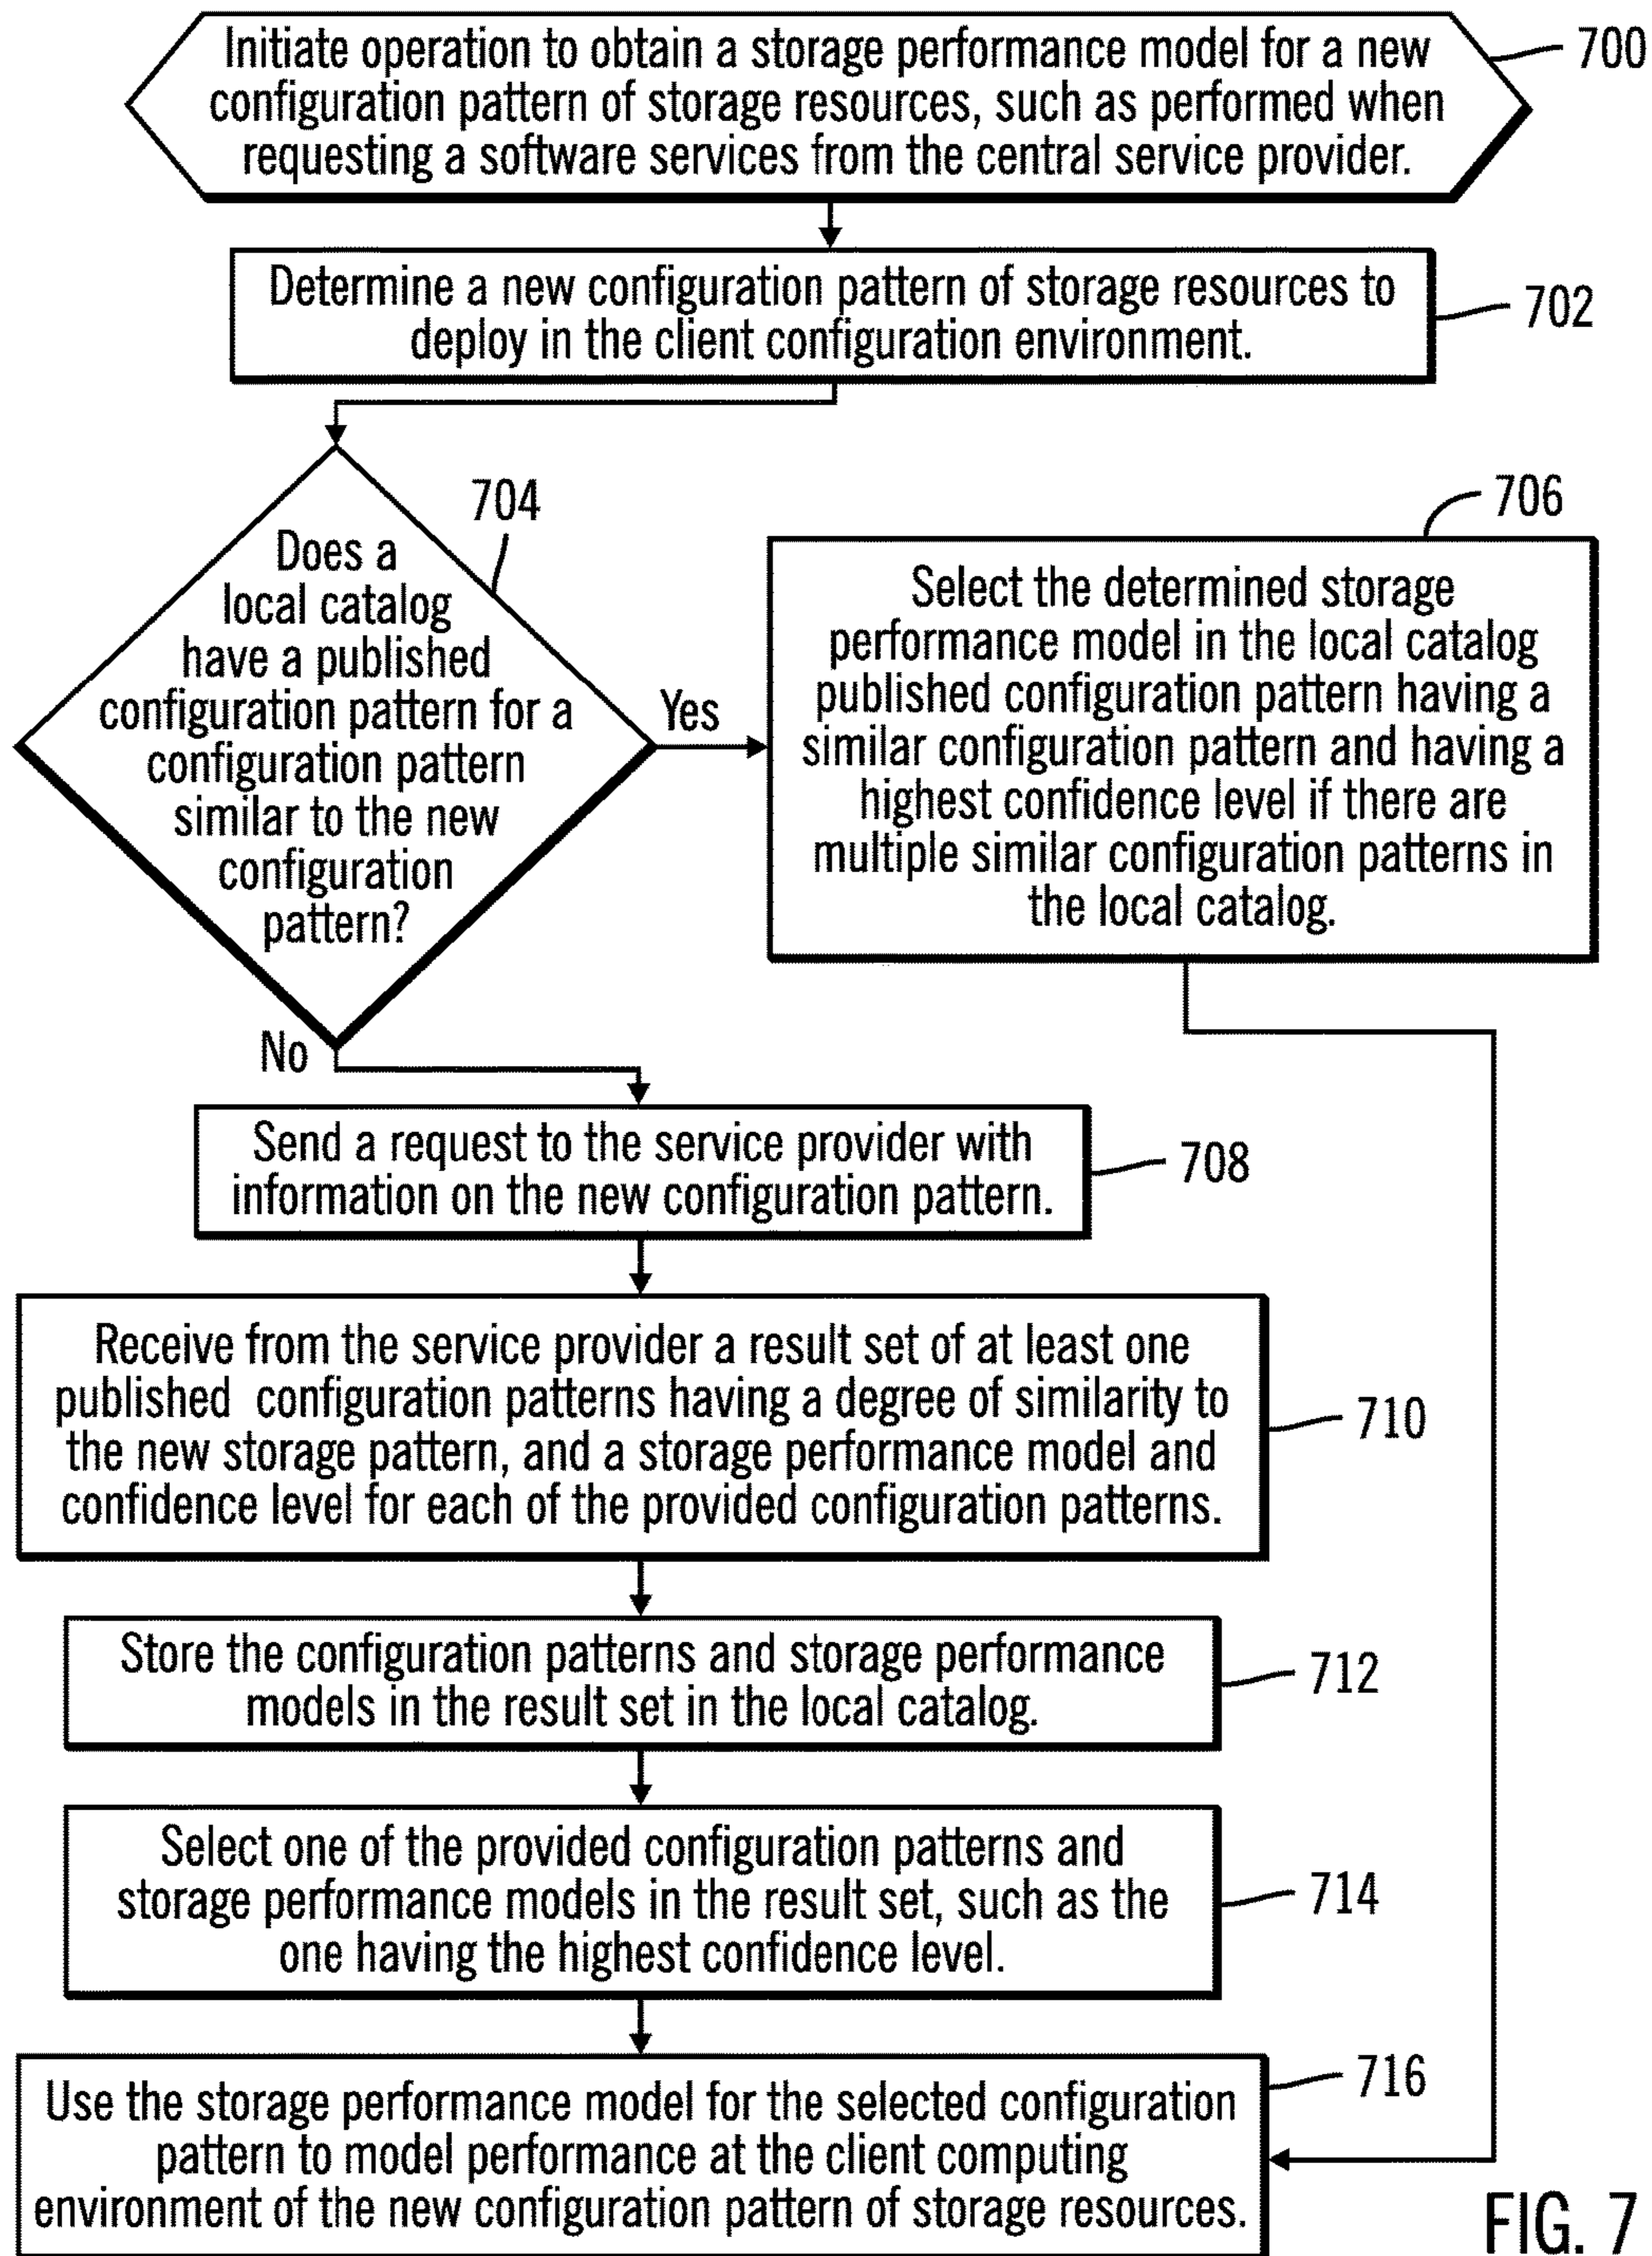 Initiate operation to obtain a storage performance model for a new
configuration pattern of storage resources, such as performed when
requesting a software services from the central service provider.
700
Determine a new configuration pattern of storage resources to
deploy in the client configuration environment.
702
704
Does a
local catalog
have a published
configuration pattern for a
configuration pattern
similar to the new
configuration
pattern?
Yes
No
706
Select the determined storage
performance model in the local catalog
published configuration pattern having a
similar configuration pattern and having a
highest confidence level if there are
multiple similar configuration patterns in
the local catalog.
Send a request to the service provider with
information on the new configuration pattern.
708
Receive from the service provider a result set of at least one
published configuration patterns having a degree of similarity to
the new storage pattern, and a storage performance model and
confidence level for each of the provided configuration patterns.
710
Store the configuration patterns and storage performance
models in the result set in the local catalog.
712
Select one of the provided configuration patterns and
storage performance models in the result set, such as the
one having the highest confidence level.
714
Use the storage performance model for the selected configuration
pattern to model performance at the client computing
environment of the new configuration pattern of storage resources.
716
FIG. 7